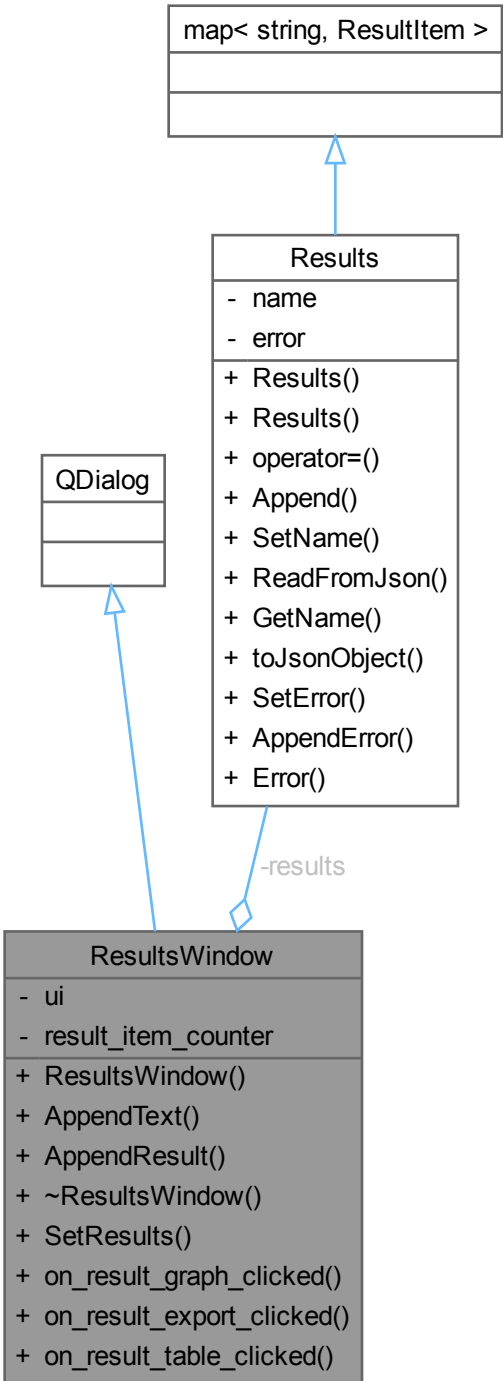 map< string, ResultItem >
Results
- name
- error
+ Results()
+ Results()
+ operator=()
+ Append()
+ SetName()
+ ReadFromJson()
+ GetName()
+ toJsonObject()
+ SetError()
+ AppendError()
+ Error()
QDialog
-results
ResultsWindow
- ui
- result_item_counter
+ ResultsWindow()
+ AppendText()
+ AppendResult()
+ ~ResultsWindow()
+ SetResults()
+ on_result_graph_clicked()
+ on_result_export_clicked()
+ on_result_table_clicked()